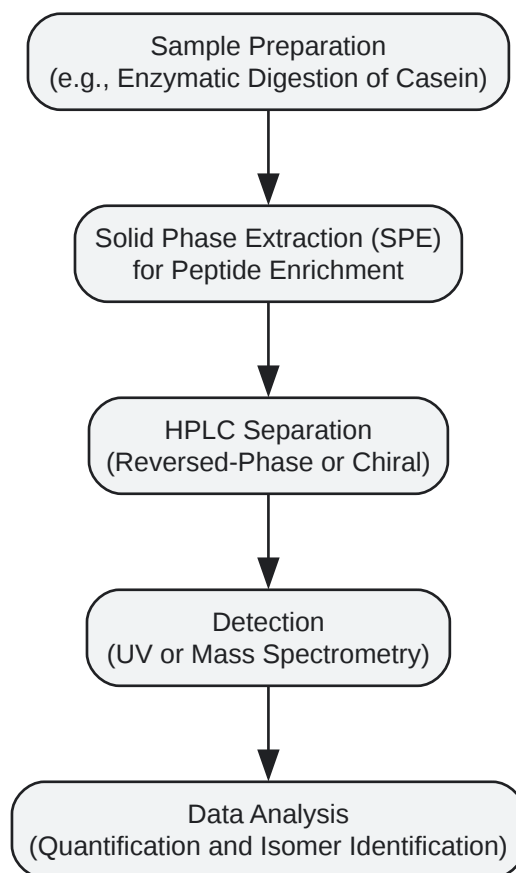 Sample Preparation
(e.g., Enzymatic Digestion of Casein)
Solid Phase Extraction (SPE)
for Peptide Enrichment
HPLC Separation
(Reversed-Phase or Chiral)
Detection
(UV or Mass Spectrometry)
Data Analysis
(Quantification and Isomer Identification)